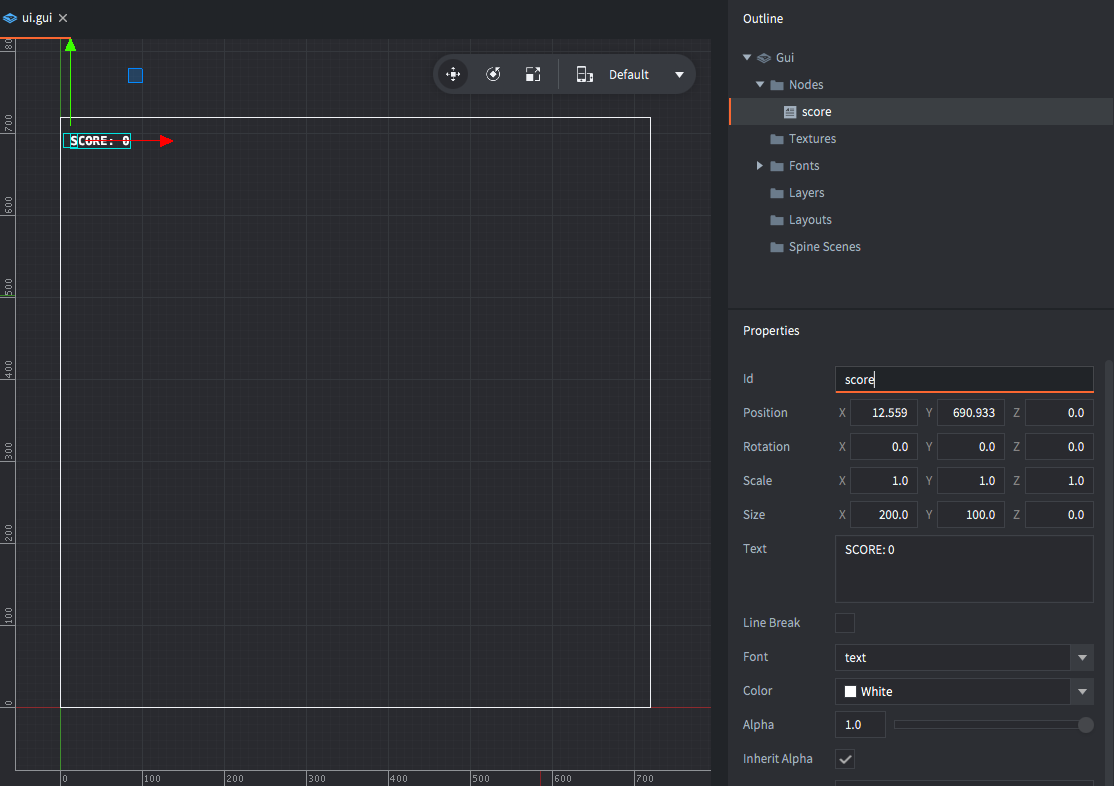 ui.gui
Default
800
700
600
500
400
300
200
100
0
SCORE: 0
0
100
200
300
400
500
600
700
Outline
Gui
Nodes
score
Textures
Fonts
Layers
Layouts
Spine Scenes
Properties
Id score
Position X 12.559 Y 690.933 Z 0.0
Rotation X 0.0 Y 0.0 Z 0.0
Scale X 1.0 Y 1.0 Z 1.0
Size X 200.0 Y 100.0 Z 0.0
Text SCORE: 0
Line Break
Font text
Color White
Alpha 1.0
Inherit Alpha